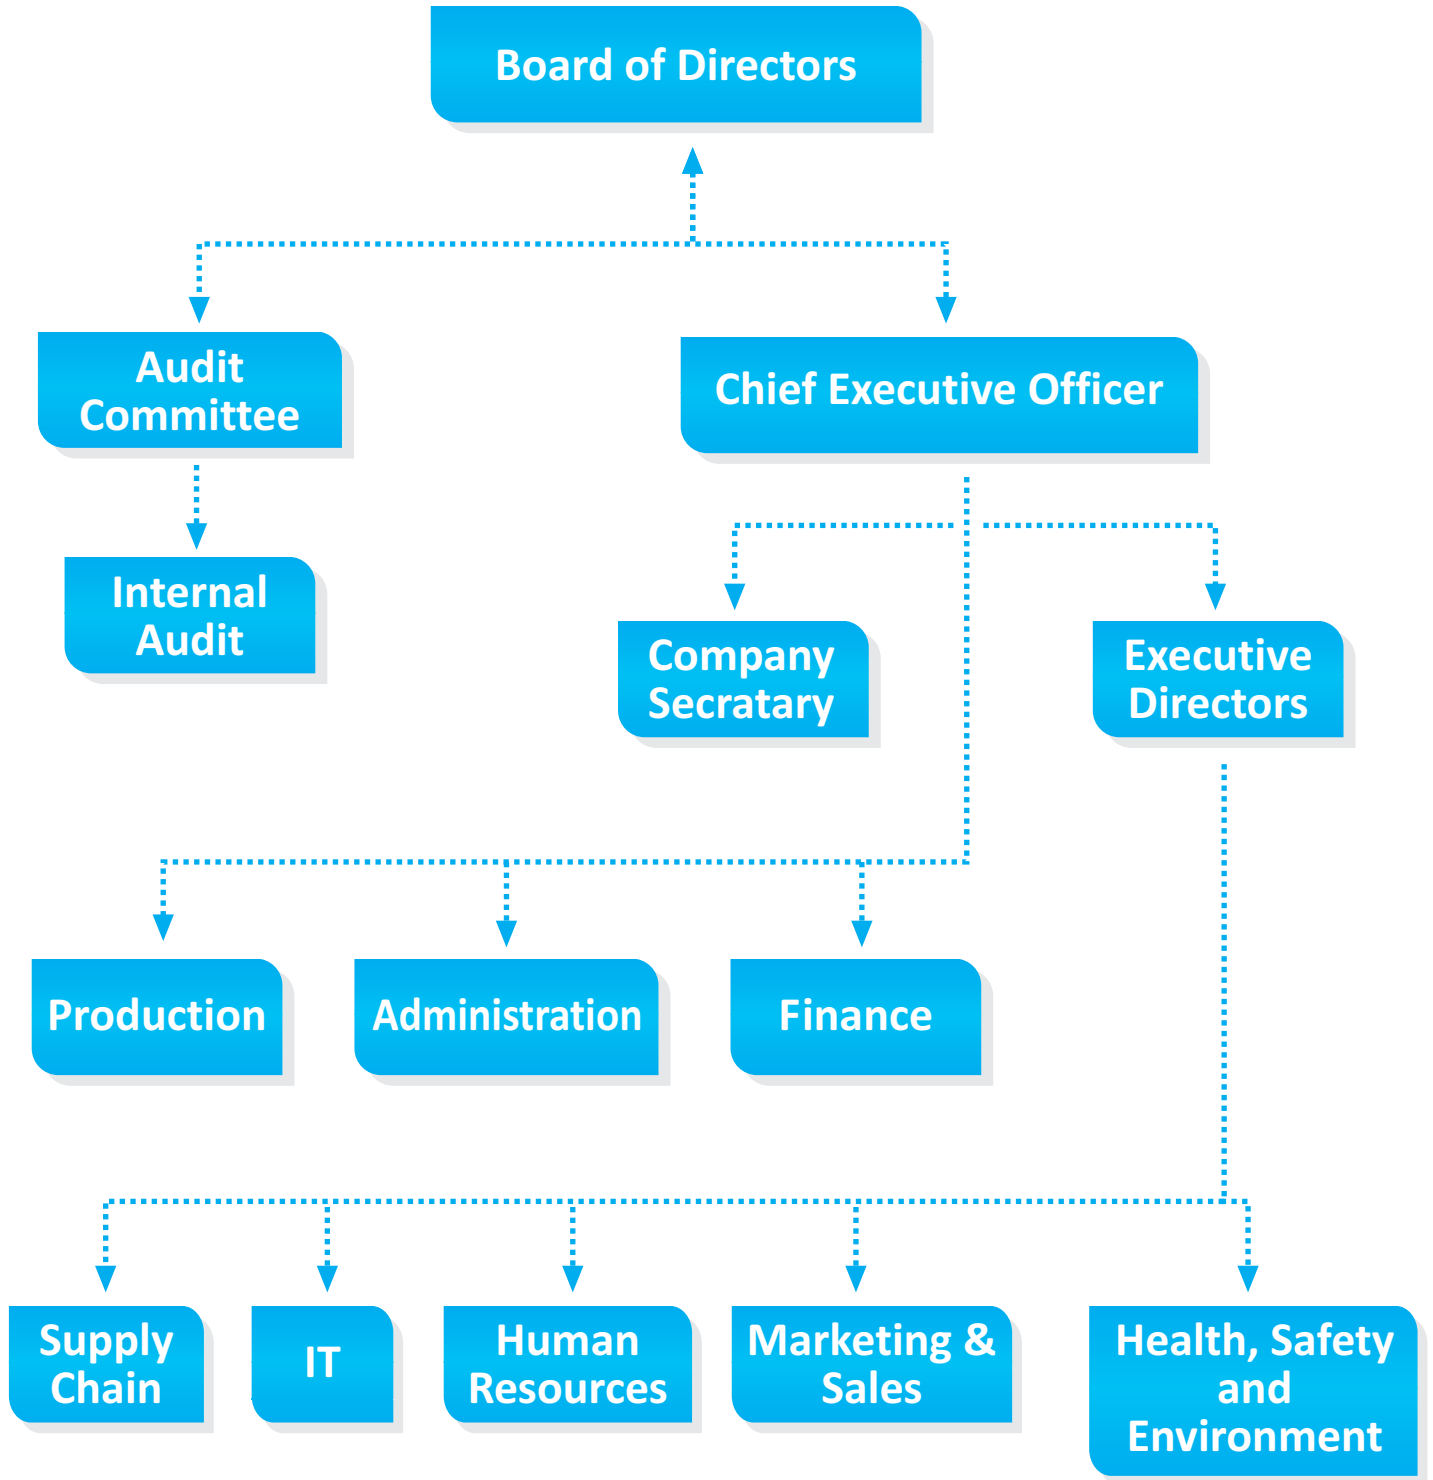 Board of Directors
Audit
Committee
Chief Executive Officer
Internal
Audit
Company
Secratary
Executive
Directors
Production
Administration
Finance
Supply
Chain
IT
Human
Resources
Marketing &
Sales
Health, Safety
and
Environment